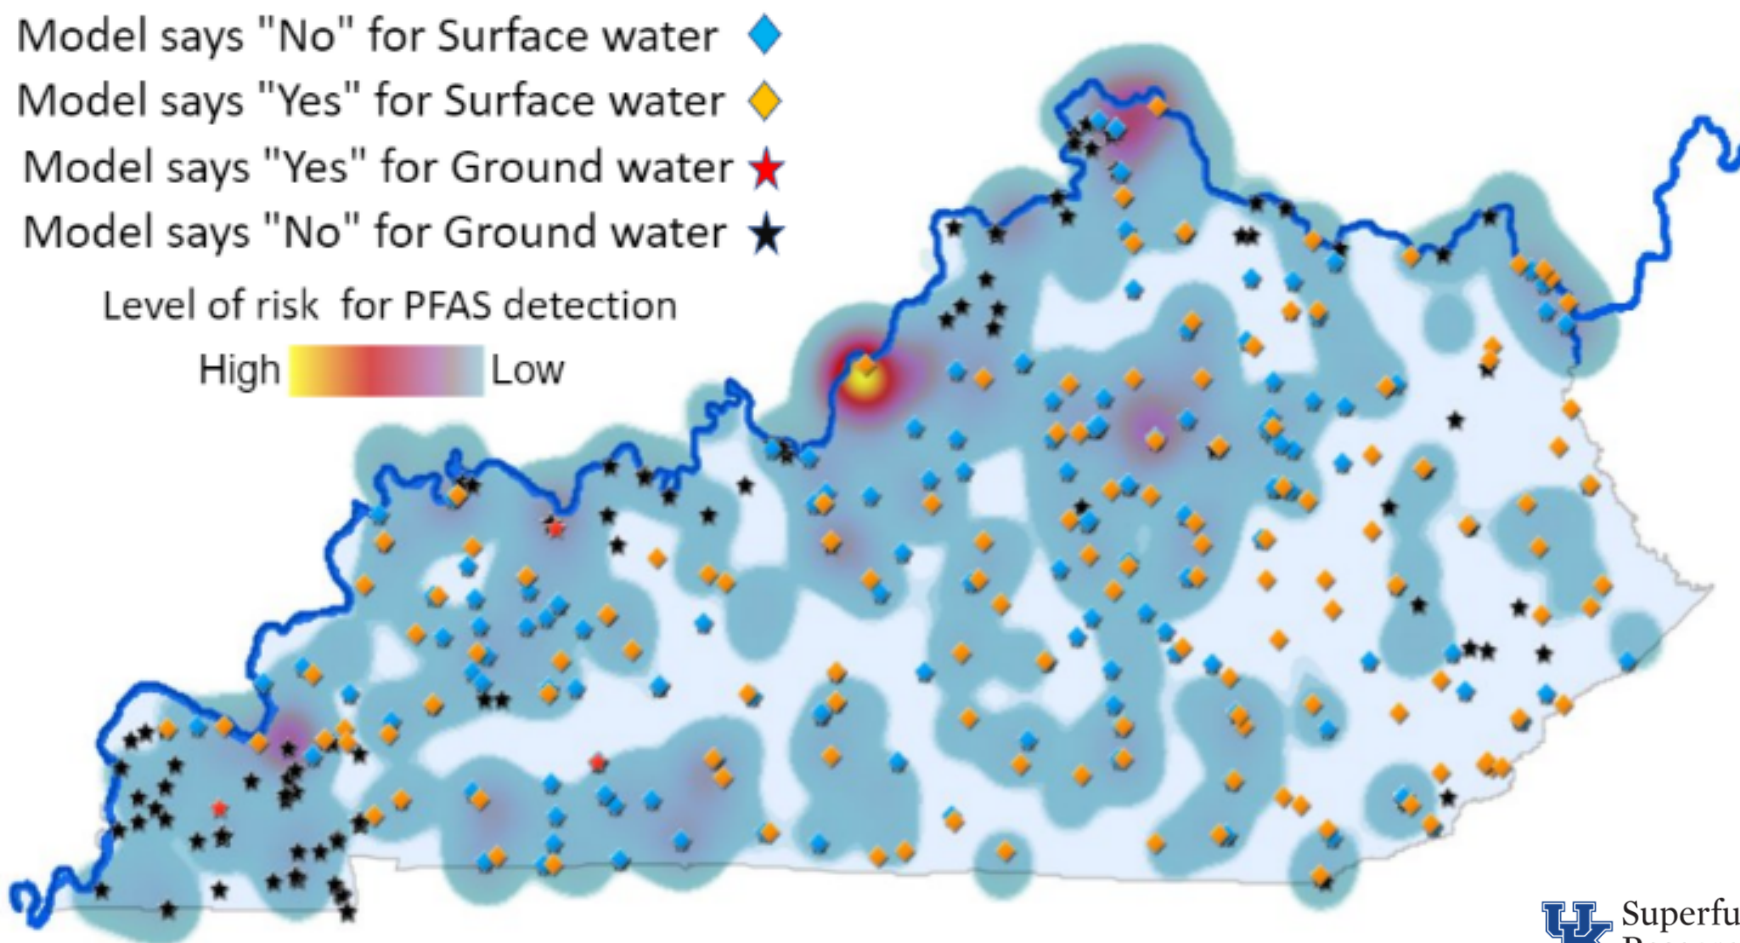 Model says "No" for Surface water
Model says "Yes" for Surface water
Model says "Yes" for Ground water
Model says "No" for Ground water
Level of risk for PFAS detection
High Low
UK